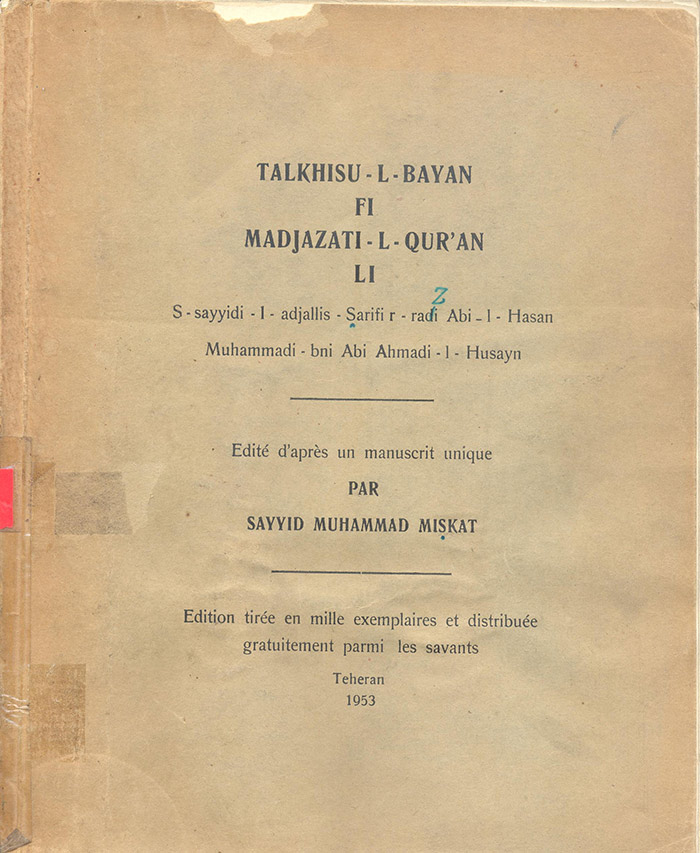 TALKHISU - L - BAYAN
FI
MADJAZATI - L - QUR'AN
LI
Z
S - sayyidi - l - adjallis - Sarifi r - radi Abi - l - Hasan
Muhammadi - bni Abi Ahmadi - l - Husayn
Edité d'après un manuscrit unique
PAR
SAYYID MUHAMMAD MIṢKAT
Edition tirée en mille exemplaires et distribuée
gratuitement parmi les savants
Teheran
1953